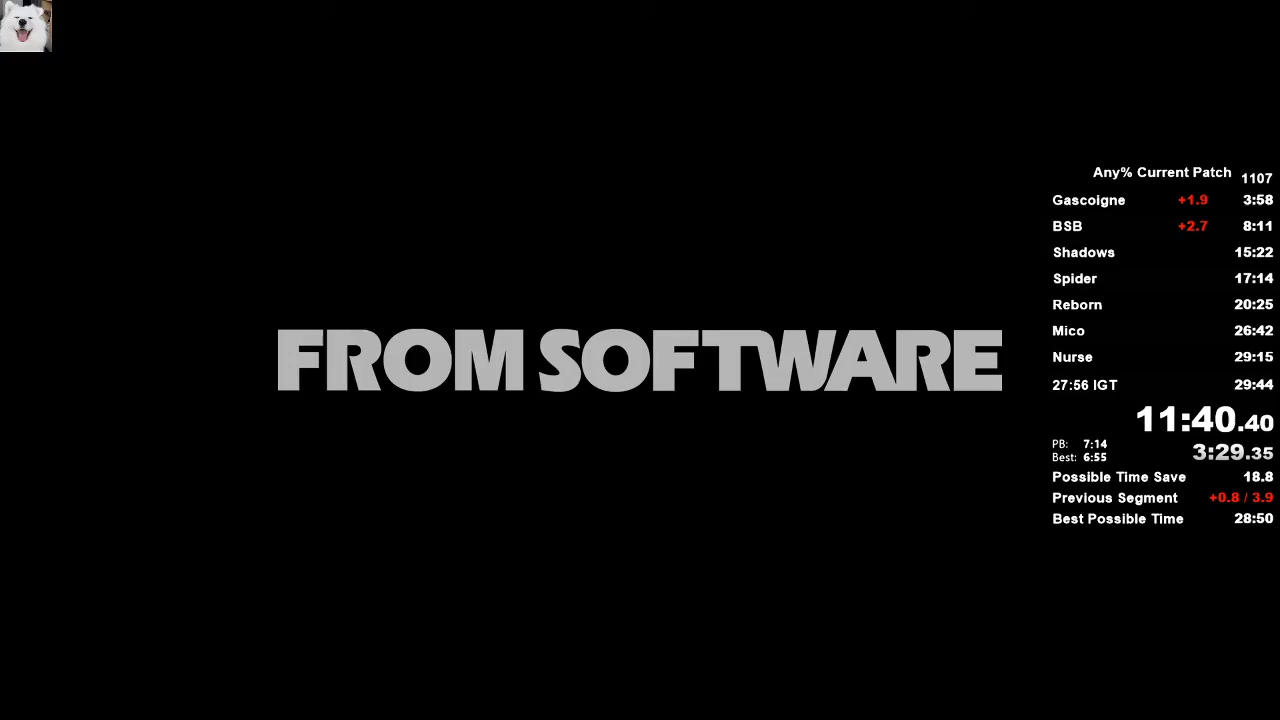 FROM SOFTWARE
Any% Current Patch 1107
Gascoigne +1.9 3:58
BSB +2.7 8:11
Shadows 15:22
Spider 17:14
Reborn 20:25
Mico 26:42
Nurse 29:15
27:56 IGT 29:44
11:40.40
PB: 7:14
Best: 6:55 3:29.35
Possible Time Save 18.8
Previous Segment +0.8 / 3.9
Best Possible Time 28:50